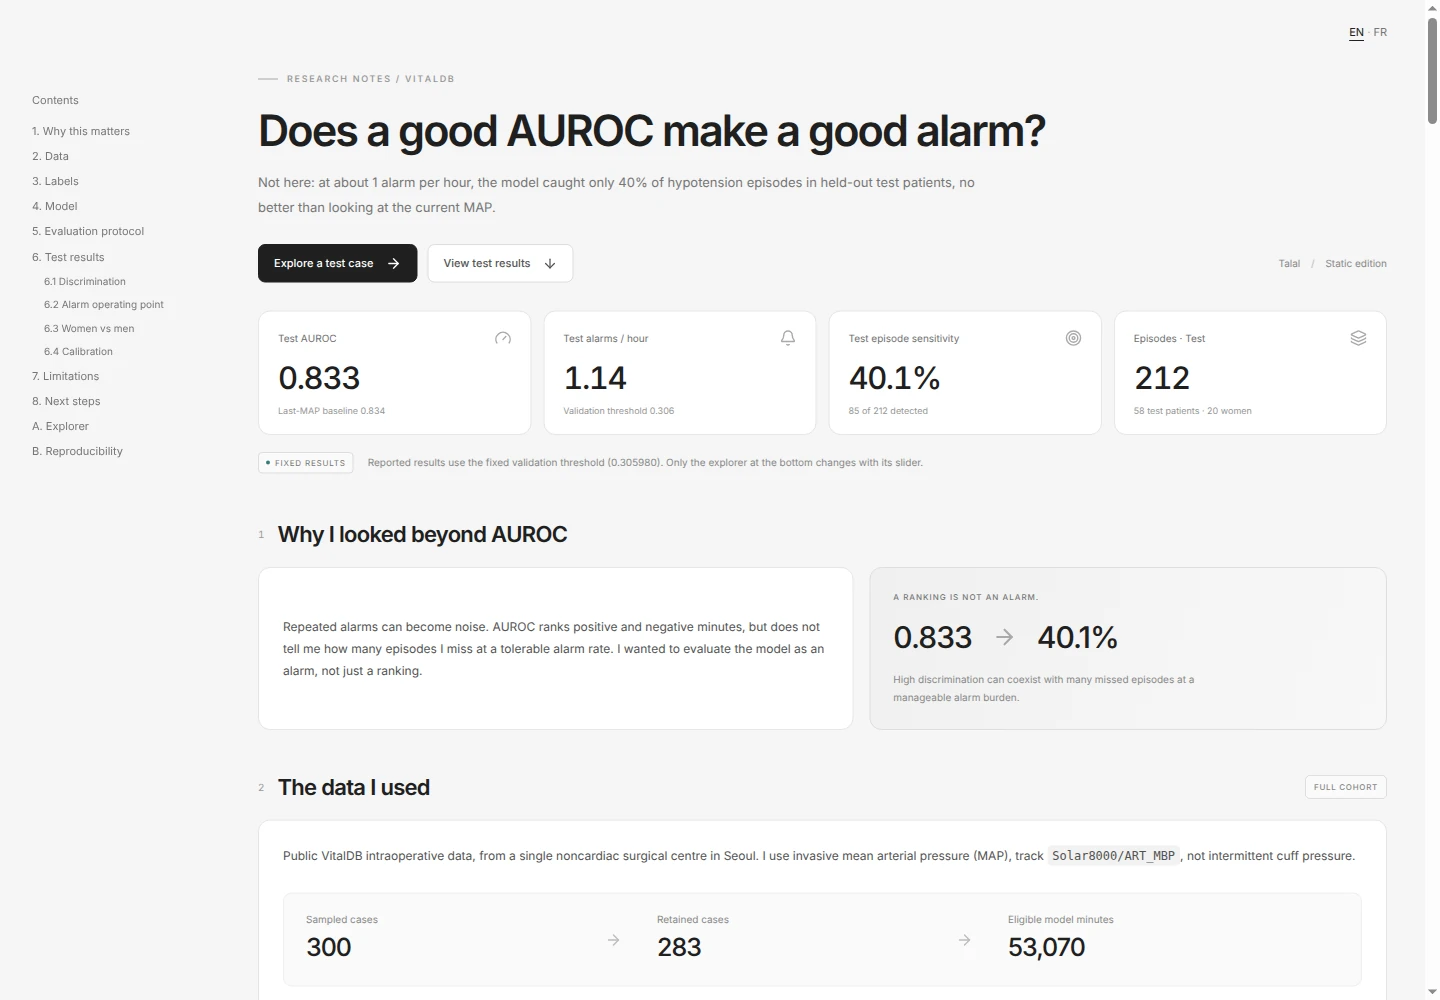 EN · FR
Contents
1. Why this matters
2. Data
3. Labels
4. Model
5. Evaluation protocol
6. Test results
6.1 Discrimination
6.2 Alarm operating point
6.3 Women vs men
6.4 Calibration
7. Limitations
8. Next steps
A. Explorer
B. Reproducibility
RESEARCH NOTES / VITALDB
Does a good AUROC make a good alarm?
Not here: at about 1 alarm per hour, the model caught only 40% of hypotension episodes in held-out test patients, no
better than looking at the current MAP.
Explore a test case →
View test results ↓
Talal / Static edition
Test AUROC
0.833
Last-MAP baseline 0.834
Test alarms / hour
1.14
Validation threshold 0.306
Test episode sensitivity
40.1%
85 of 212 detected
Episodes · Test
212
58 test patients · 20 women
FIXED RESULTS
Reported results use the fixed validation threshold (0.305980). Only the explorer at the bottom changes with its slider.
1 Why I looked beyond AUROC
Repeated alarms can become noise. AUROC ranks positive and negative minutes, but does not
tell me how many episodes I miss at a tolerable alarm rate. I wanted to evaluate the model as an
alarm, not just a ranking.
A RANKING IS NOT AN ALARM.
0.833 → 40.1%
High discrimination can coexist with many missed episodes at a
manageable alarm burden.
2 The data I used
FULL COHORT
Public VitalDB intraoperative data, from a single noncardiac surgical centre in Seoul. I use invasive mean arterial pressure (MAP), track Solar8000/ART_MBP, not intermittent cuff pressure.
Sampled cases
300
→
Retained cases
283
→
Eligible model minutes
53,070